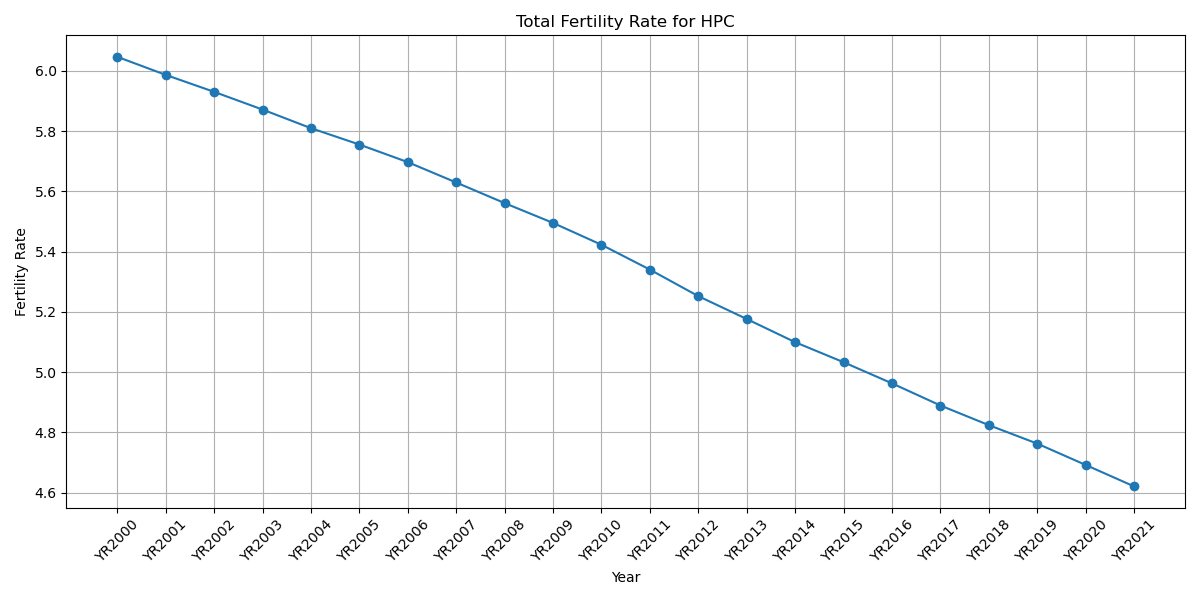 Total Fertility Rate for HPC
Fertility Rate
6.0
5.8
5.6
5.4
5.2
5.0
4.8
4.6
YR2000
YR2001
YR2002
YR2003
YR2004
YR2005
YR2006
YR2007
YR2008
YR2009
YR2010
YR2011
YR2012
YR2013
YR2014
YR2015
YR2016
YR2017
YR2018
YR2019
YR2020
YR2021
Year